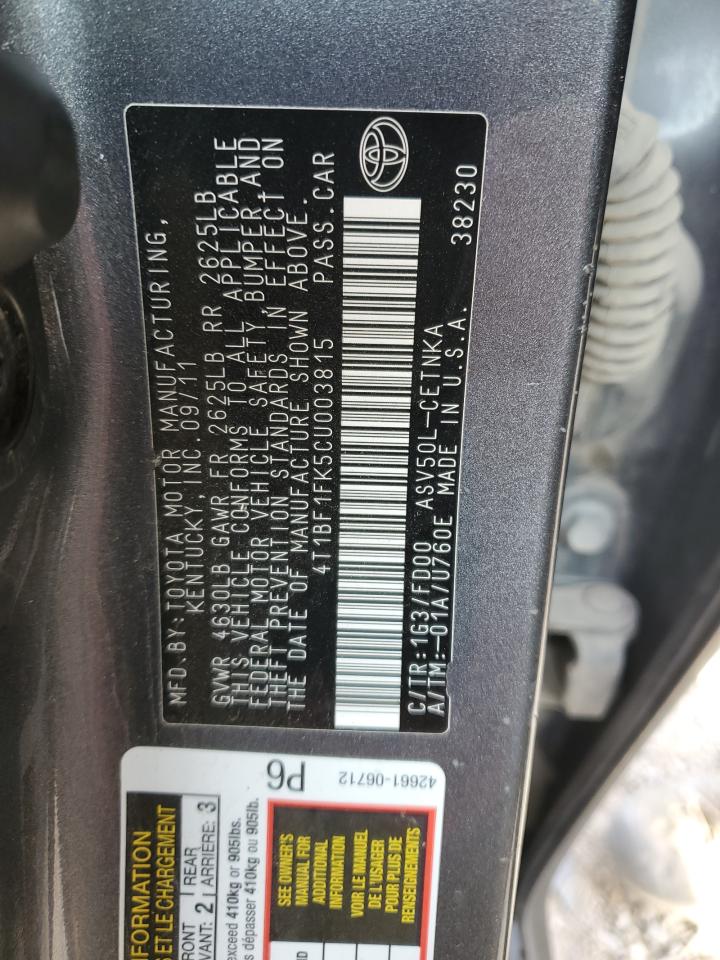 MFD.BY:TOYOTA MOTOR MANUFACTURING,
KENTUCKY, INC. 09/11
GVWR 4630LB GAWR FR 2625LB RR 2625LB
THIS VEHICLE CONFORMS TO ALL APPLICABLE
FEDERAL MOTOR VEHICLE SAFETY, BUMPER AND
THEFT PREVENTION STANDARDS IN EFFECT ON
THE DATE OF MANUFACTURE SHOWN ABOVE.
4T1BF1FK5CU003815 PASS.CAR
C/TR:1G3/FD00 ASV50L-CETNKA
A/TM:-01A/U760E MADE IN U.S.A. 38230
INFORMATION
S ET LE CHARGEMENT
FRONT | REAR
AVANT: 2 | ARRIERE: 3
exceed 410kg or 905lbs.
s dépasser 410kg ou 905lb.
P6
42661-06712
SEE OWNER'S
MANUAL FOR
ADDITIONAL
INFORMATION
VOIR LE MANUEL
DE L'USAGER
POUR PLUS DE
RENSEIGNEMENTS